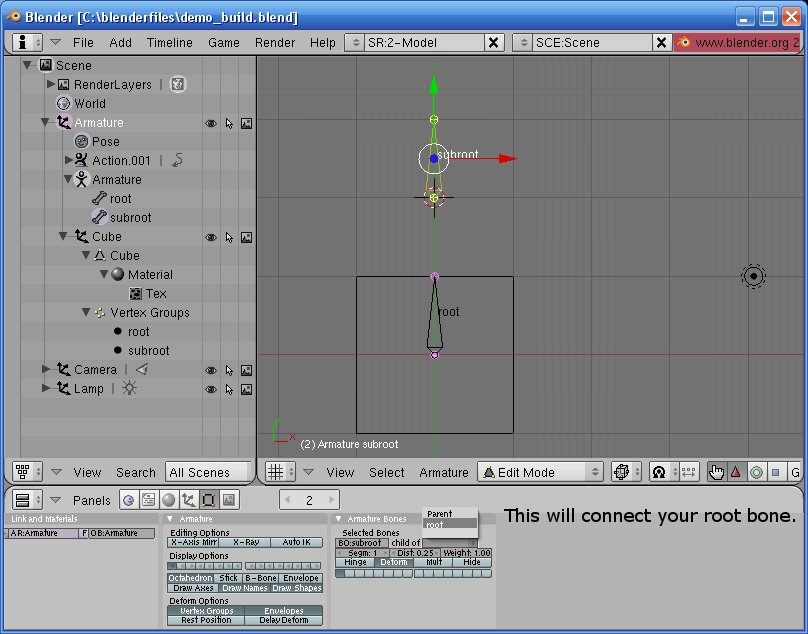 Blender [C:\blenderfiles\demo_build.blend]
File Add Timeline Game Render Help SR:2-Model SCE:Scene www.blender.org 2
Scene
RenderLayers
World
Armature
Pose
Action.001
Armature
root
subroot
Cube
Cube
Material
Tex
Vertex Groups
root
subroot
Camera
Lamp
View Search All Scenes
subroot
root
y
x
(2) Armature subroot
View Select Armature Edit Mode G
Panels 2
Link and Materials
AR:Armature F OB:Armature
Armature
Editing Options
X-Axis Mirr X-Ray Auto IK
Display Options
Octahedron Stick B-Bone Envelope
Draw Axes Draw Names Draw Shapes
Deform Options
Vertex Groups Envelopes
Rest Position Delay Deform
Armature Bones
Parent
root
Selected Bones
BO:subroot child of
Segm: 1 Dist: 0.25 Weight: 1.00
Hinge Deform Mult Hide
This will connect your root bone.